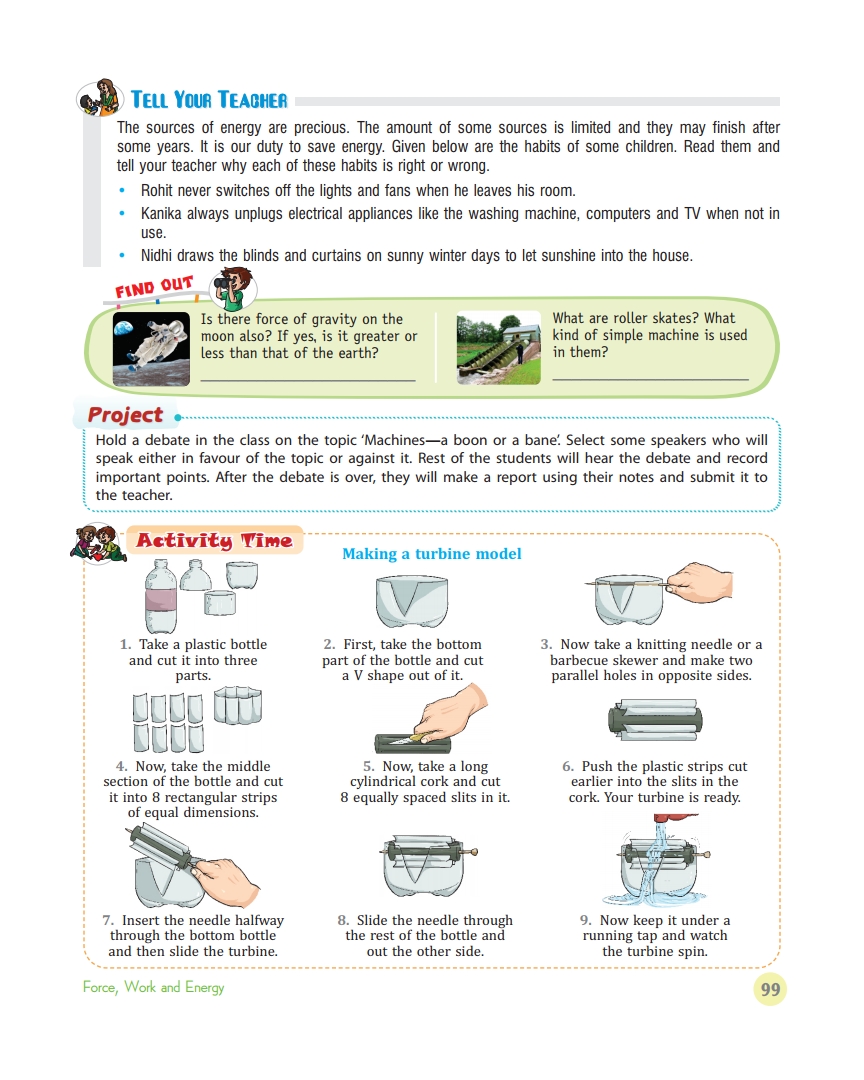 TELL YOUR TEACHER
The sources of energy are precious. The amount of some sources is limited and they may finish after
some years. It is our duty to save energy. Given below are the habits of some children. Read them and
tell your teacher why each of these habits is right or wrong.
• Rohit never switches off the lights and fans when he leaves his room.
• Kanika always unplugs electrical appliances like the washing machine, computers and TV when not in
use.
• Nidhi draws the blinds and curtains on sunny winter days to let sunshine into the house.
FIND OUT
Is there force of gravity on the
moon also? If yes, is it greater or
less than that of the earth?
What are roller skates? What
kind of simple machine is used
in them?
Project
Hold a debate in the class on the topic ‘Machines—a boon or a bane’. Select some speakers who will
speak either in favour of the topic or against it. Rest of the students will hear the debate and record
important points. After the debate is over, they will make a report using their notes and submit it to
the teacher.
Activity Time
Making a turbine model
1. Take a plastic bottle
and cut it into three
parts.
2. First, take the bottom
part of the bottle and cut
a V shape out of it.
3. Now take a knitting needle or a
barbecue skewer and make two
parallel holes in opposite sides.
4. Now, take the middle
section of the bottle and cut
it into 8 rectangular strips
of equal dimensions.
5. Now, take a long
cylindrical cork and cut
8 equally spaced slits in it.
6. Push the plastic strips cut
earlier into the slits in the
cork. Your turbine is ready.
7. Insert the needle halfway
through the bottom bottle
and then slide the turbine.
8. Slide the needle through
the rest of the bottle and
out the other side.
9. Now keep it under a
running tap and watch
the turbine spin.
Force, Work and Energy
99